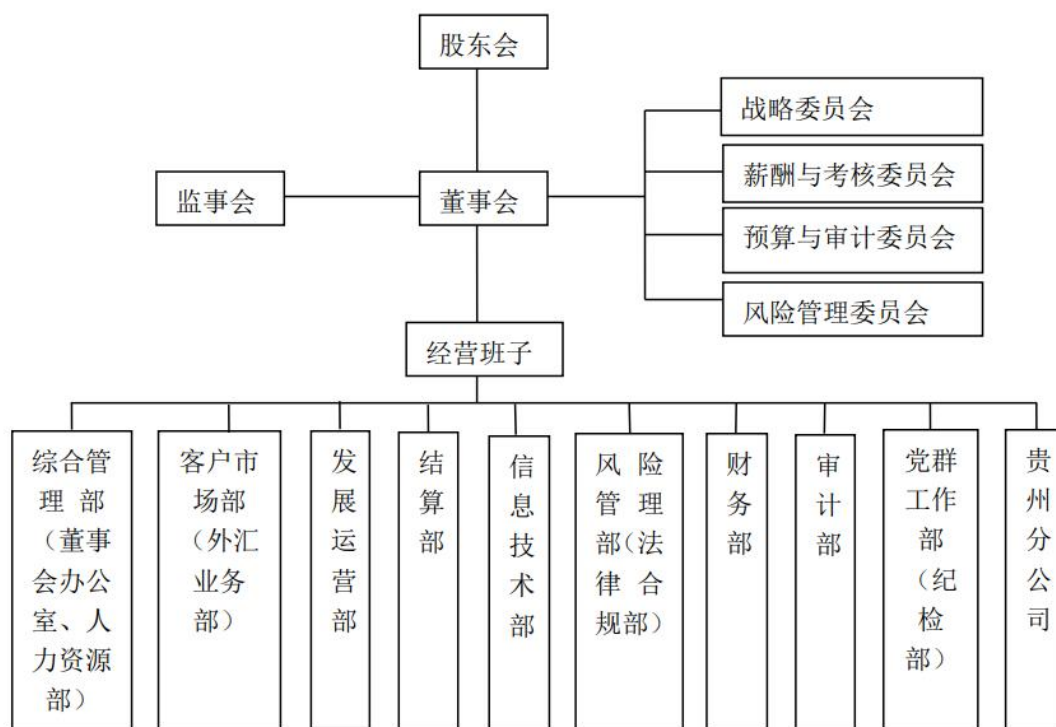 股东会
战略委员会
薪酬与考核委员会
监事会
董事会
预算与审计委员会
风险管理委员会
经营班子
综合管
理部
（董事
会办公
室、人
力资源
部）
客户市
场部
（外汇
业务
部）
发
展
运
营
部
结
算
部
信
息
技
术
部
风险
管理
部（法
律合
规部）
财
务
部
审
计
部
党群
工作
部
（纪
检
部）
贵
州
分
公
司